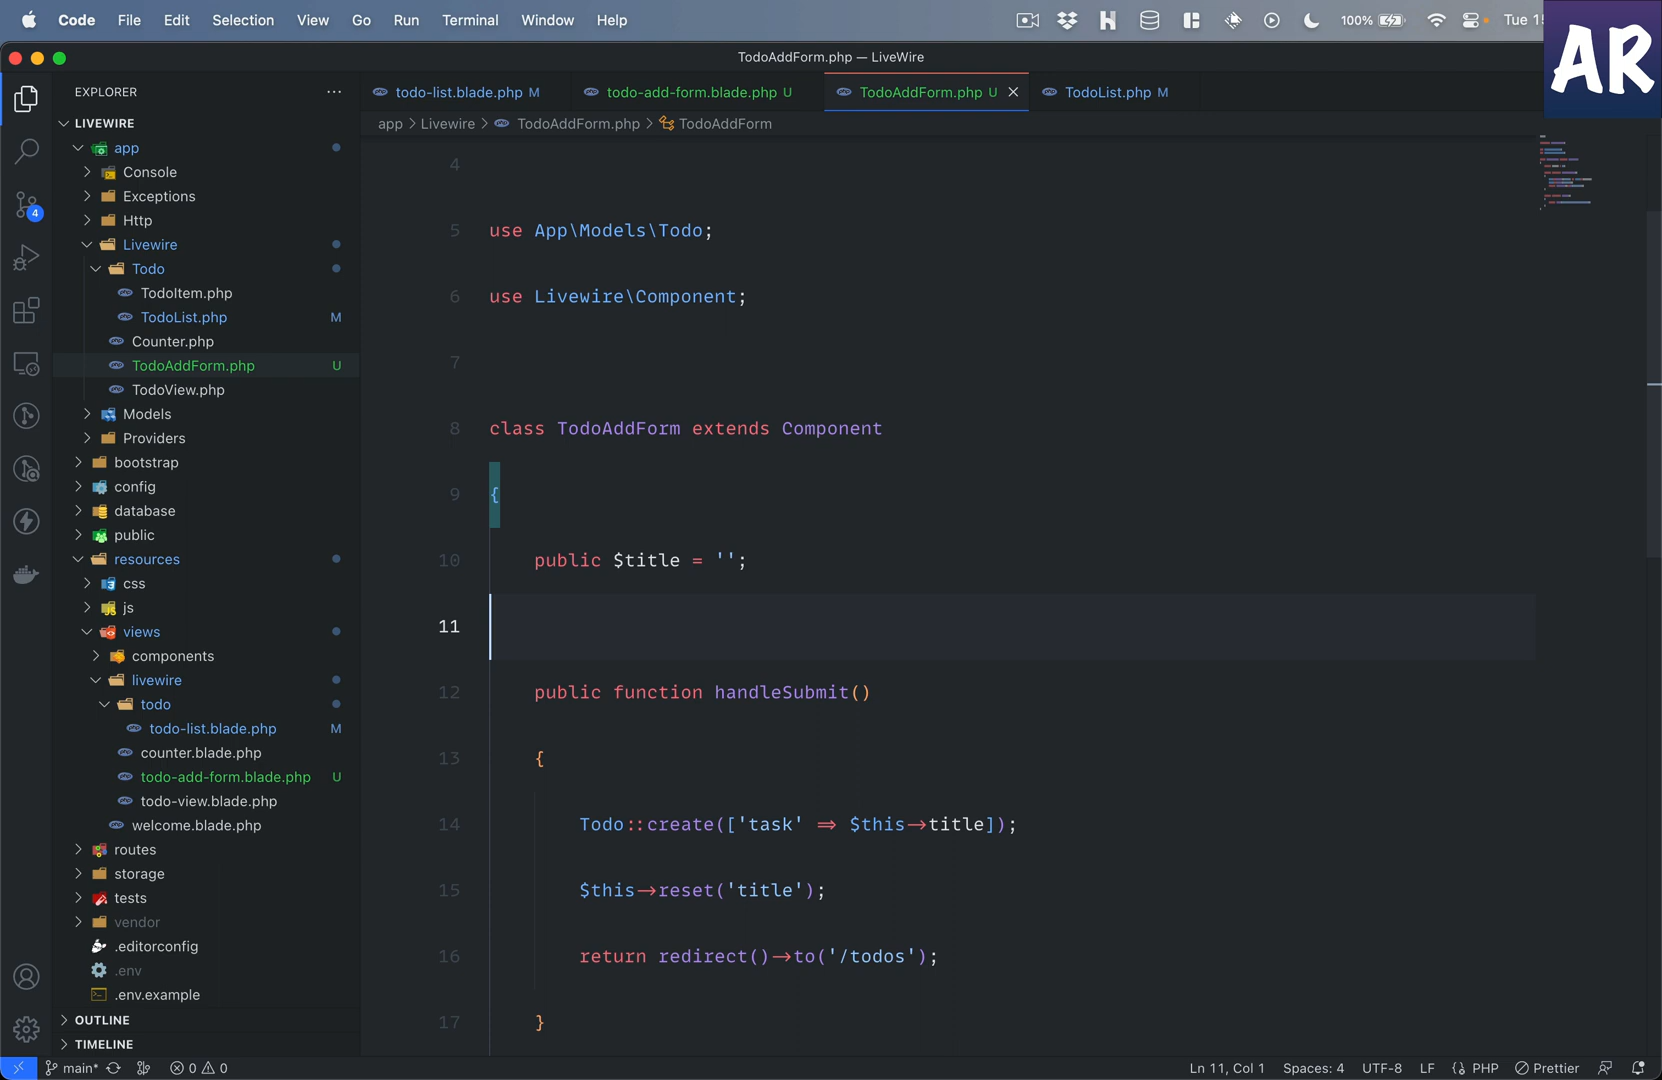 Code File Edit Selection View Go Run Terminal Window Help 100% Tue 15
AR
TodoAddForm.php — LiveWire
EXPLORER
todo-list.blade.php M todo-add-form.blade.php U TodoAddForm.php U TodoList.php M
app > Livewire > TodoAddForm.php > TodoAddForm
LIVEWIRE
app
Console
Exceptions
Http
Livewire
Todo
TodoItem.php
TodoList.php M
Counter.php
TodoAddForm.php U
TodoView.php
Models
Providers
bootstrap
config
database
public
resources
css
js
views
components
livewire
todo
todo-list.blade.php M
counter.blade.php
todo-add-form.blade.php U
todo-view.blade.php
welcome.blade.php
routes
storage
tests
vendor
.editorconfig
.env
.env.example
OUTLINE
TIMELINE
4
4
5 use App\Models\Todo;
6 use Livewire\Component;
7
8 class TodoAddForm extends Component
9 {
10 public $title = '';
11
12 public function handleSubmit()
13 {
14 Todo::create(['task' => $this->title]);
15 $this->reset('title');
16 return redirect()->to('/todos');
17 }
main* 0 0 Ln 11, Col 1 Spaces: 4 UTF-8 LF {} PHP Prettier